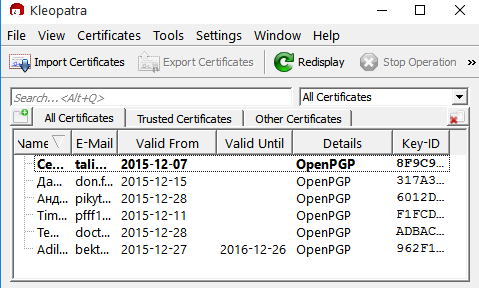 Kleopatra
File View Certificates Tools Settings Window Help
Import Certificates Export Certificates Redisplay Stop Operation »
Search...<Alt+Q> All Certificates
All Certificates Trusted Certificates Other Certificates
Name E-Mail Valid From Valid Until Details Key-ID
Ce... tali... 2015-12-07 OpenPGP 8F9C9...
Да... don.f... 2015-12-15 OpenPGP 317A3...
Анд... pikyt... 2015-12-28 OpenPGP 6012D...
Tim... pfff1... 2015-12-11 OpenPGP F1FCD...
Te... doct... 2015-12-28 OpenPGP ADBAC...
Adil... bekt... 2015-12-27 2016-12-26 OpenPGP 962F1...